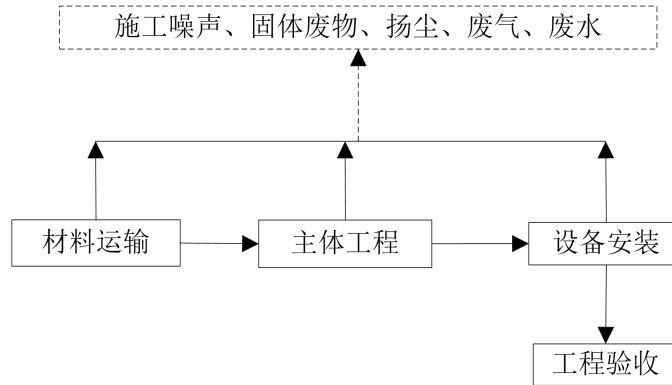 施工噪声、固体废物、扬尘、废气、废水
材料运输
主体工程
设备安装
工程验收